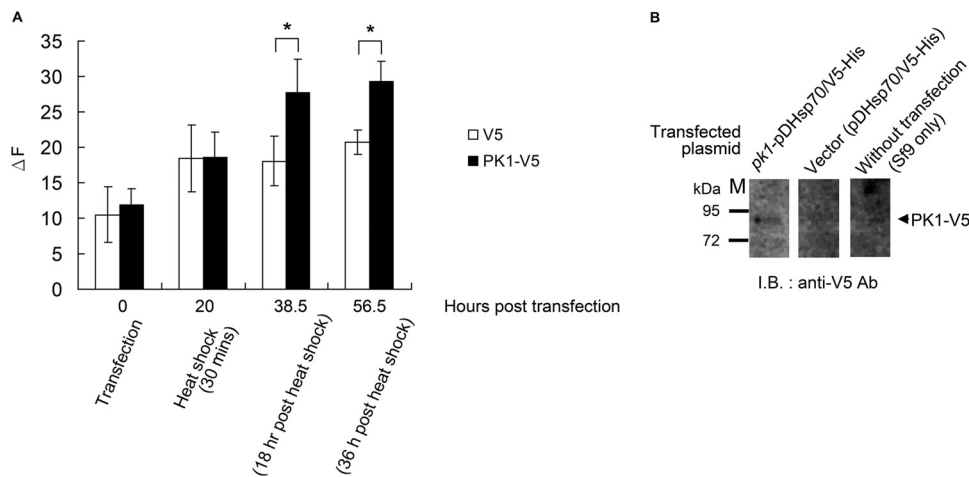 A
*
*
35
30
25
20
15
10
5
0
Δ F
V5
PK1-V5
0
20
38.5
56.5
Hours post transfection
Transfection
Heat shock
(30 mins)
(18 hr post heat shock)
(36 h post heat shock)
B
Transfected
plasmid
pk1-pDHsp70/V5-His
Vector (pDHsp70/V5-His)
Without transfection
(Sf9 only)
kDa
M
95
72
PK1-V5
I.B. : anti-V5 Ab